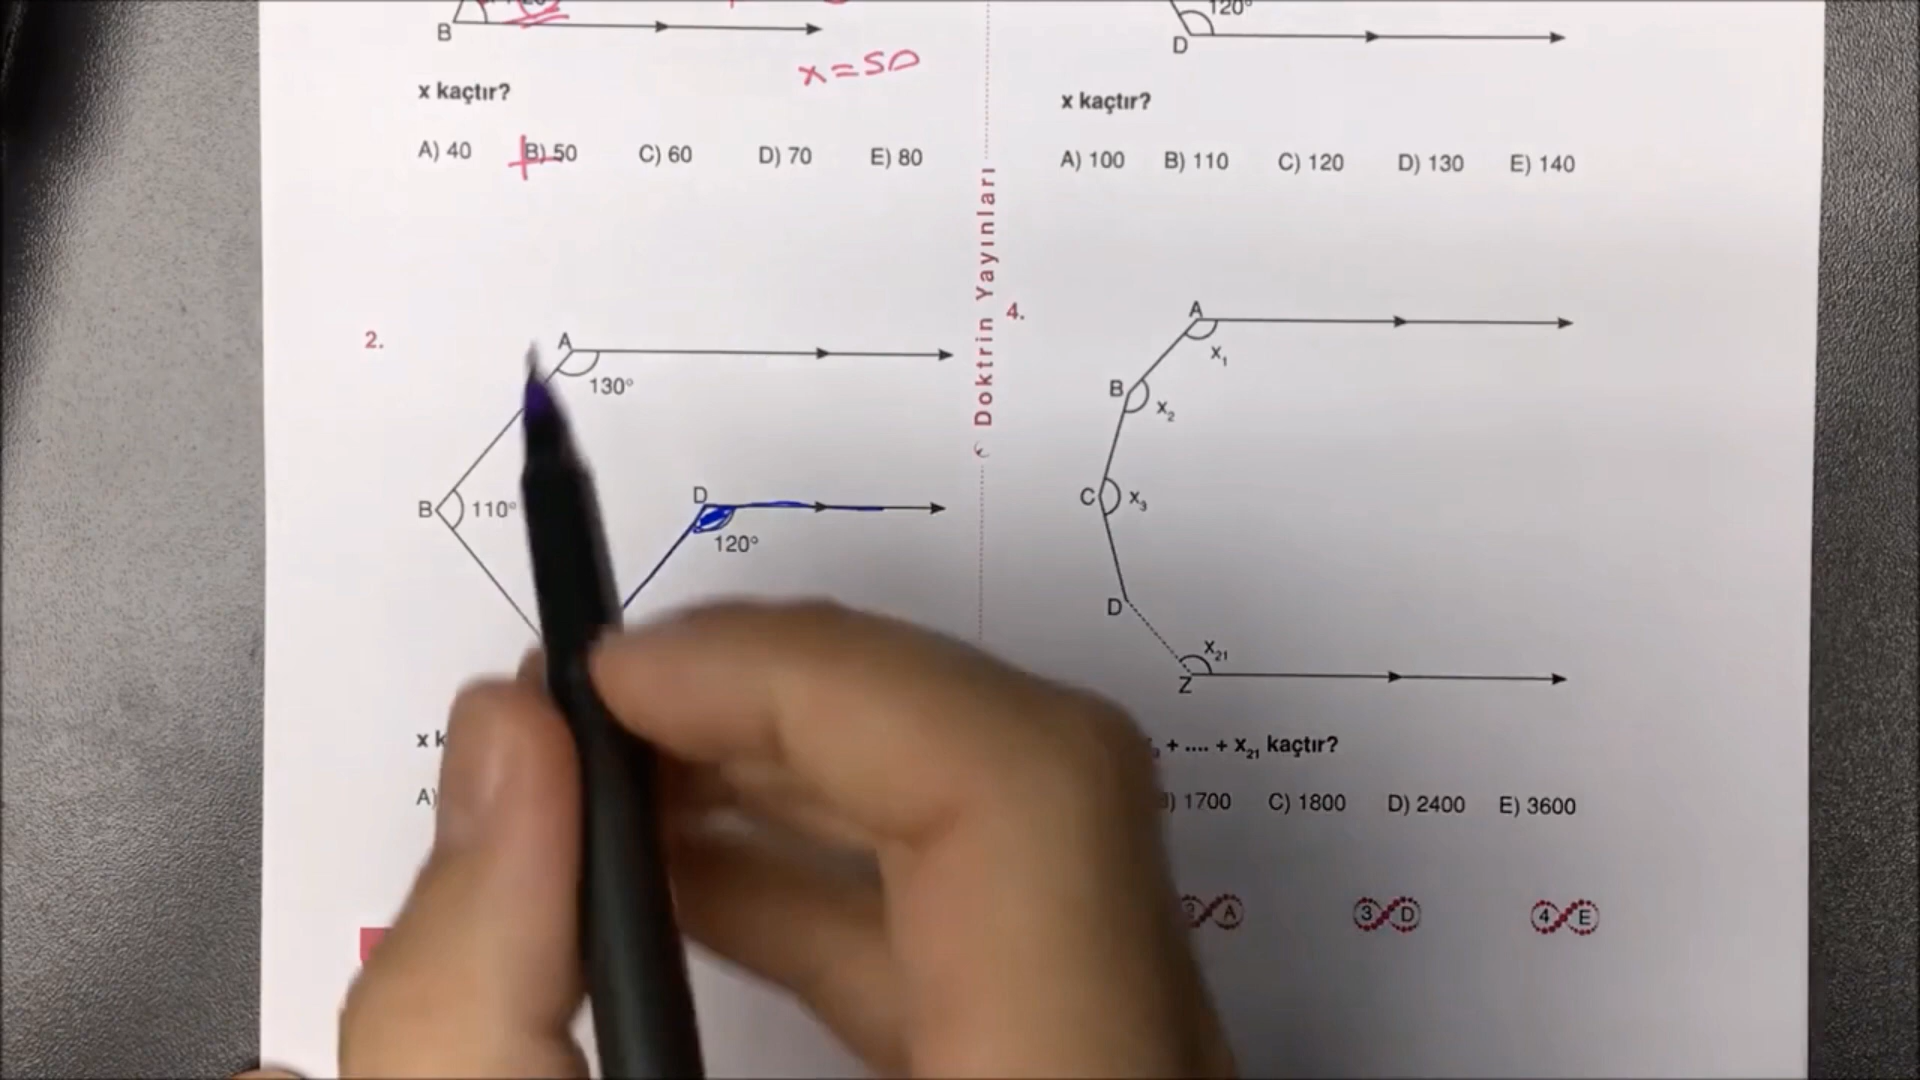 B
x = 50
x kaçtır?
A) 40 B) 50 C) 60 D) 70 E) 80
2.
A
130°
B 110°
D
120°
x
A)
Doktrin Yayınları
120°
D
x kaçtır?
A) 100 B) 110 C) 120 D) 130 E) 140
4.
A
x₁
B
x₂
C x₃
D
x₂₁
Z
+ .... + x₂₁ kaçtır?
1700 C) 1800 D) 2400 E) 3600
A 3 D 4 E